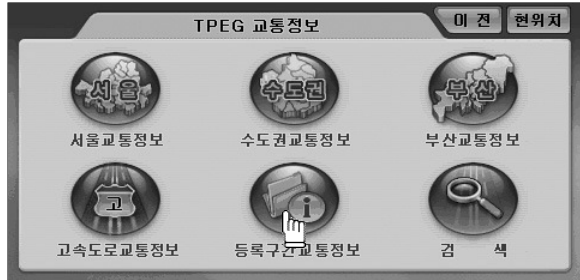 TPEG 교통정보
이 전
현위치
서울
수도권
부산
서울교통정보
수도권교통정보
부산교통정보
고
i
고속도로교통정보
등록구간교통정보
검 색